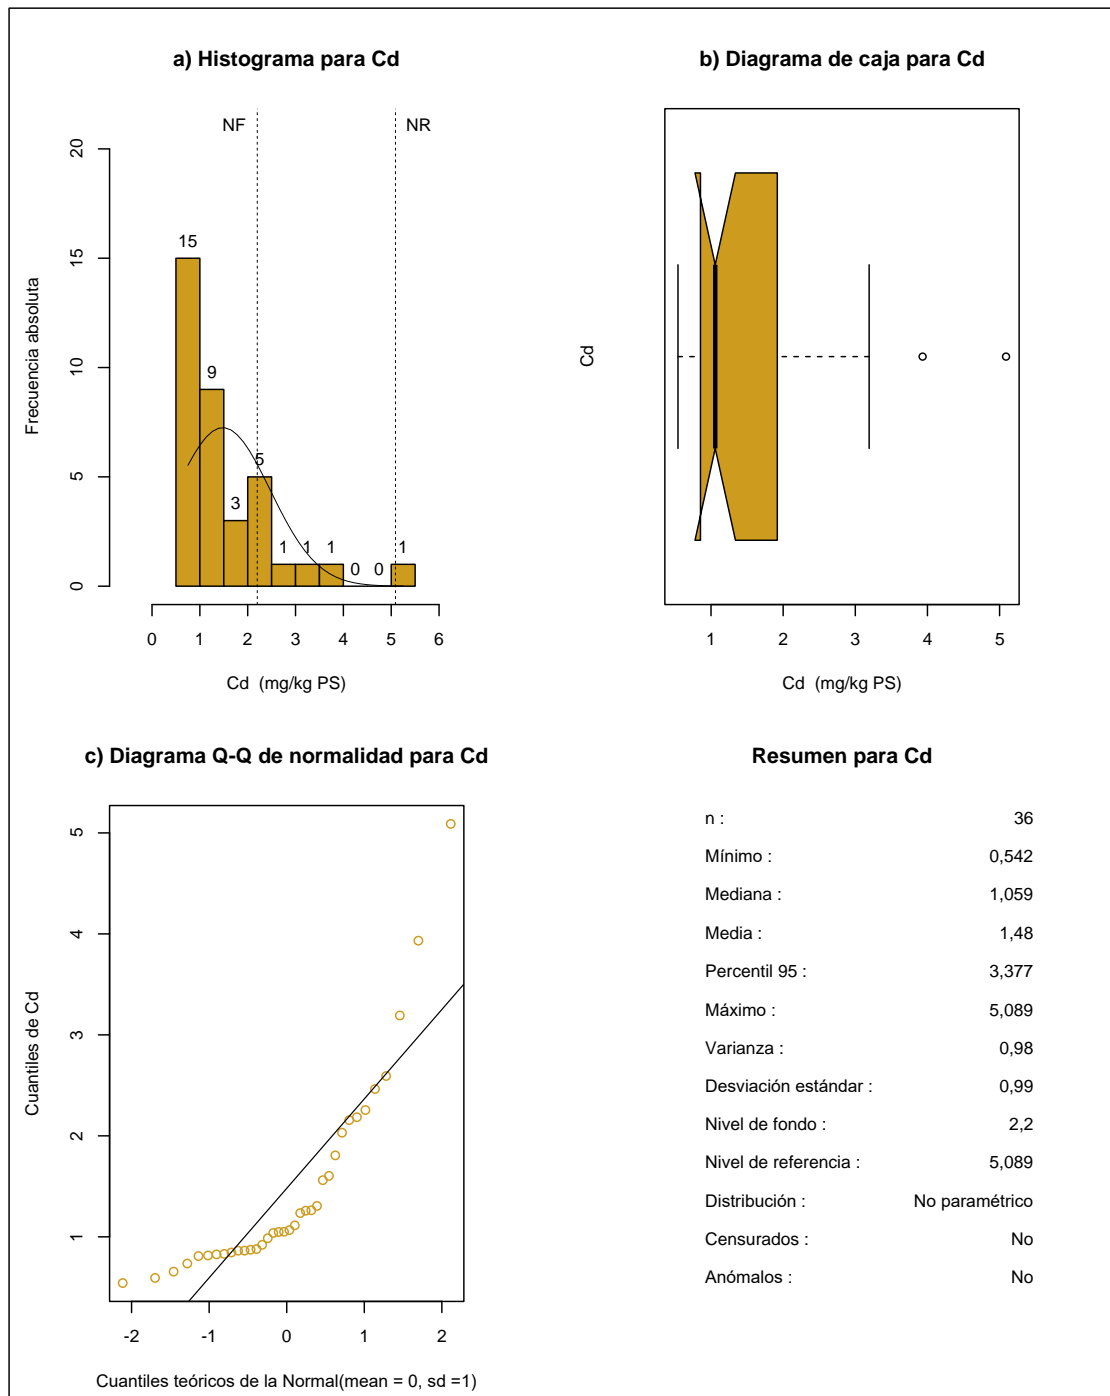 a) Histograma para Cd
NF
NR
20
15
10
5
0
Frecuencia absoluta
15
9
3
5
1
1
1
0
0
1
0 1 2 3 4 5 6
Cd (mg/kg PS)
b) Diagrama de caja para Cd
Cd
1 2 3 4 5
Cd (mg/kg PS)
c) Diagrama Q-Q de normalidad para Cd
5
4
3
2
1
Cuantiles de Cd
-2 -1 0 1 2
Cuantiles teóricos de la Normal(mean = 0, sd =1)
Resumen para Cd
n : 36
Mínimo : 0,542
Mediana : 1,059
Media : 1,48
Percentil 95 : 3,377
Máximo : 5,089
Varianza : 0,98
Desviación estándar : 0,99
Nivel de fondo : 2,2
Nivel de referencia : 5,089
Distribución : No paramétrico
Censurados : No
Anómalos : No